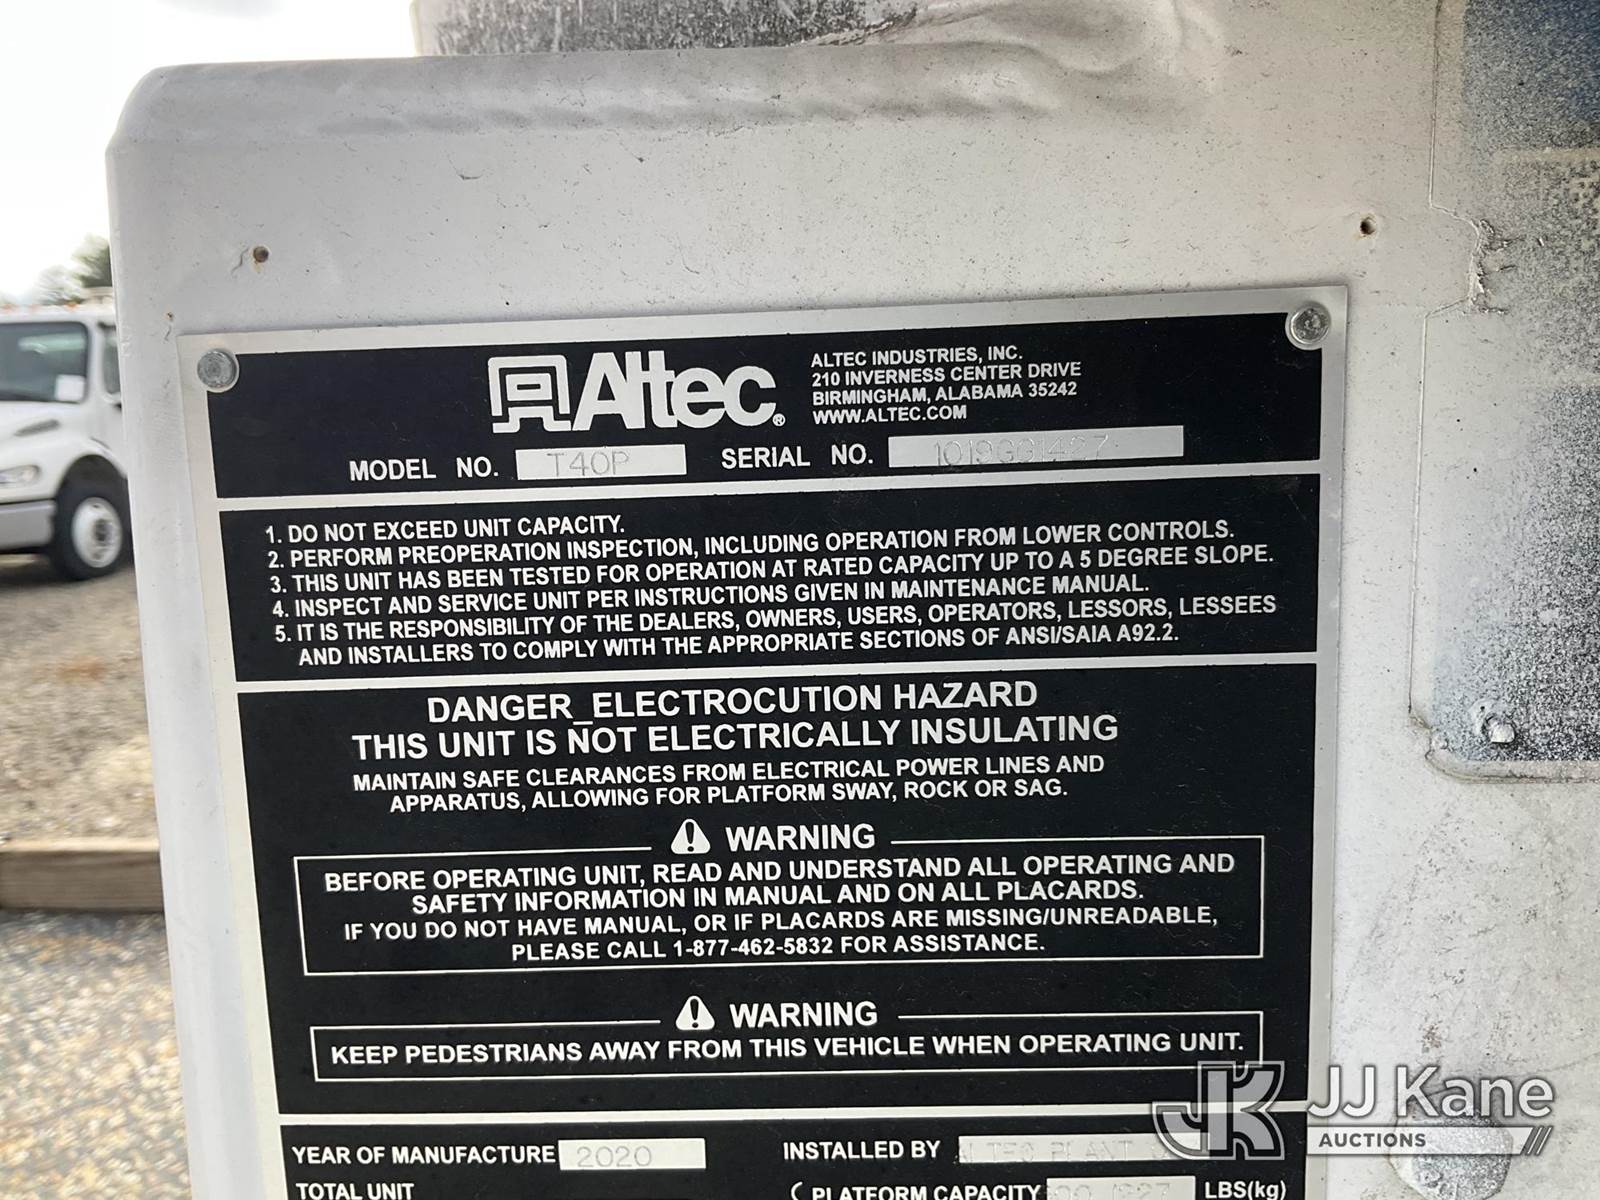 Altec®
ALTEC INDUSTRIES, INC.
210 INVERNESS CENTER DRIVE
BIRMINGHAM, ALABAMA 35242
WWW.ALTEC.COM
MODEL NO. T40P SERIAL NO. 1019GG1427
1. DO NOT EXCEED UNIT CAPACITY.
2. PERFORM PREOPERATION INSPECTION, INCLUDING OPERATION FROM LOWER CONTROLS.
3. THIS UNIT HAS BEEN TESTED FOR OPERATION AT RATED CAPACITY UP TO A 5 DEGREE SLOPE.
4. INSPECT AND SERVICE UNIT PER INSTRUCTIONS GIVEN IN MAINTENANCE MANUAL.
5. IT IS THE RESPONSIBILITY OF THE DEALERS, OWNERS, USERS, OPERATORS, LESSORS, LESSEES
AND INSTALLERS TO COMPLY WITH THE APPROPRIATE SECTIONS OF ANSI/SAIA A92.2.
DANGER_ELECTROCUTION HAZARD
THIS UNIT IS NOT ELECTRICALLY INSULATING
MAINTAIN SAFE CLEARANCES FROM ELECTRICAL POWER LINES AND
APPARATUS, ALLOWING FOR PLATFORM SWAY, ROCK OR SAG.
WARNING
BEFORE OPERATING UNIT, READ AND UNDERSTAND ALL OPERATING AND
SAFETY INFORMATION IN MANUAL AND ON ALL PLACARDS.
IF YOU DO NOT HAVE MANUAL, OR IF PLACARDS ARE MISSING/UNREADABLE,
PLEASE CALL 1-877-462-5832 FOR ASSISTANCE.
WARNING
KEEP PEDESTRIANS AWAY FROM THIS VEHICLE WHEN OPERATING UNIT.
YEAR OF MANUFACTURE 2020 INSTALLED BY PLANT
TOTAL UNIT PLATFORM CAPACITY LBS(kg)
JK JJ Kane
AUCTIONS